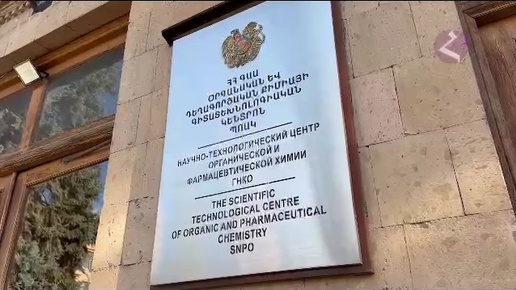 ՀՀ ԳԱԱ
ՕՐԳԱՆԱԿԱՆ ԵՎ
ԴԵՂԱԳՈՐԾԱԿԱՆ ՔԻՄԻԱՅԻ
ԳԻՏԱՏԵԽՆՈԼՈԳԻԱԿԱՆ
ԿԵՆՏՐՈՆ
ՊՈԱԿ
НАУЧНО-ТЕХНОЛОГИЧЕСКИЙ ЦЕНТР
ОРГАНИЧЕСКОЙ И
ФАРМАЦЕВТИЧЕСКОЙ ХИМИИ
ГНКО
THE SCIENTIFIC
TECHNOLOGICAL CENTRE
OF ORGANIC AND PHARMACEUTICAL
CHEMISTRY
SNPO